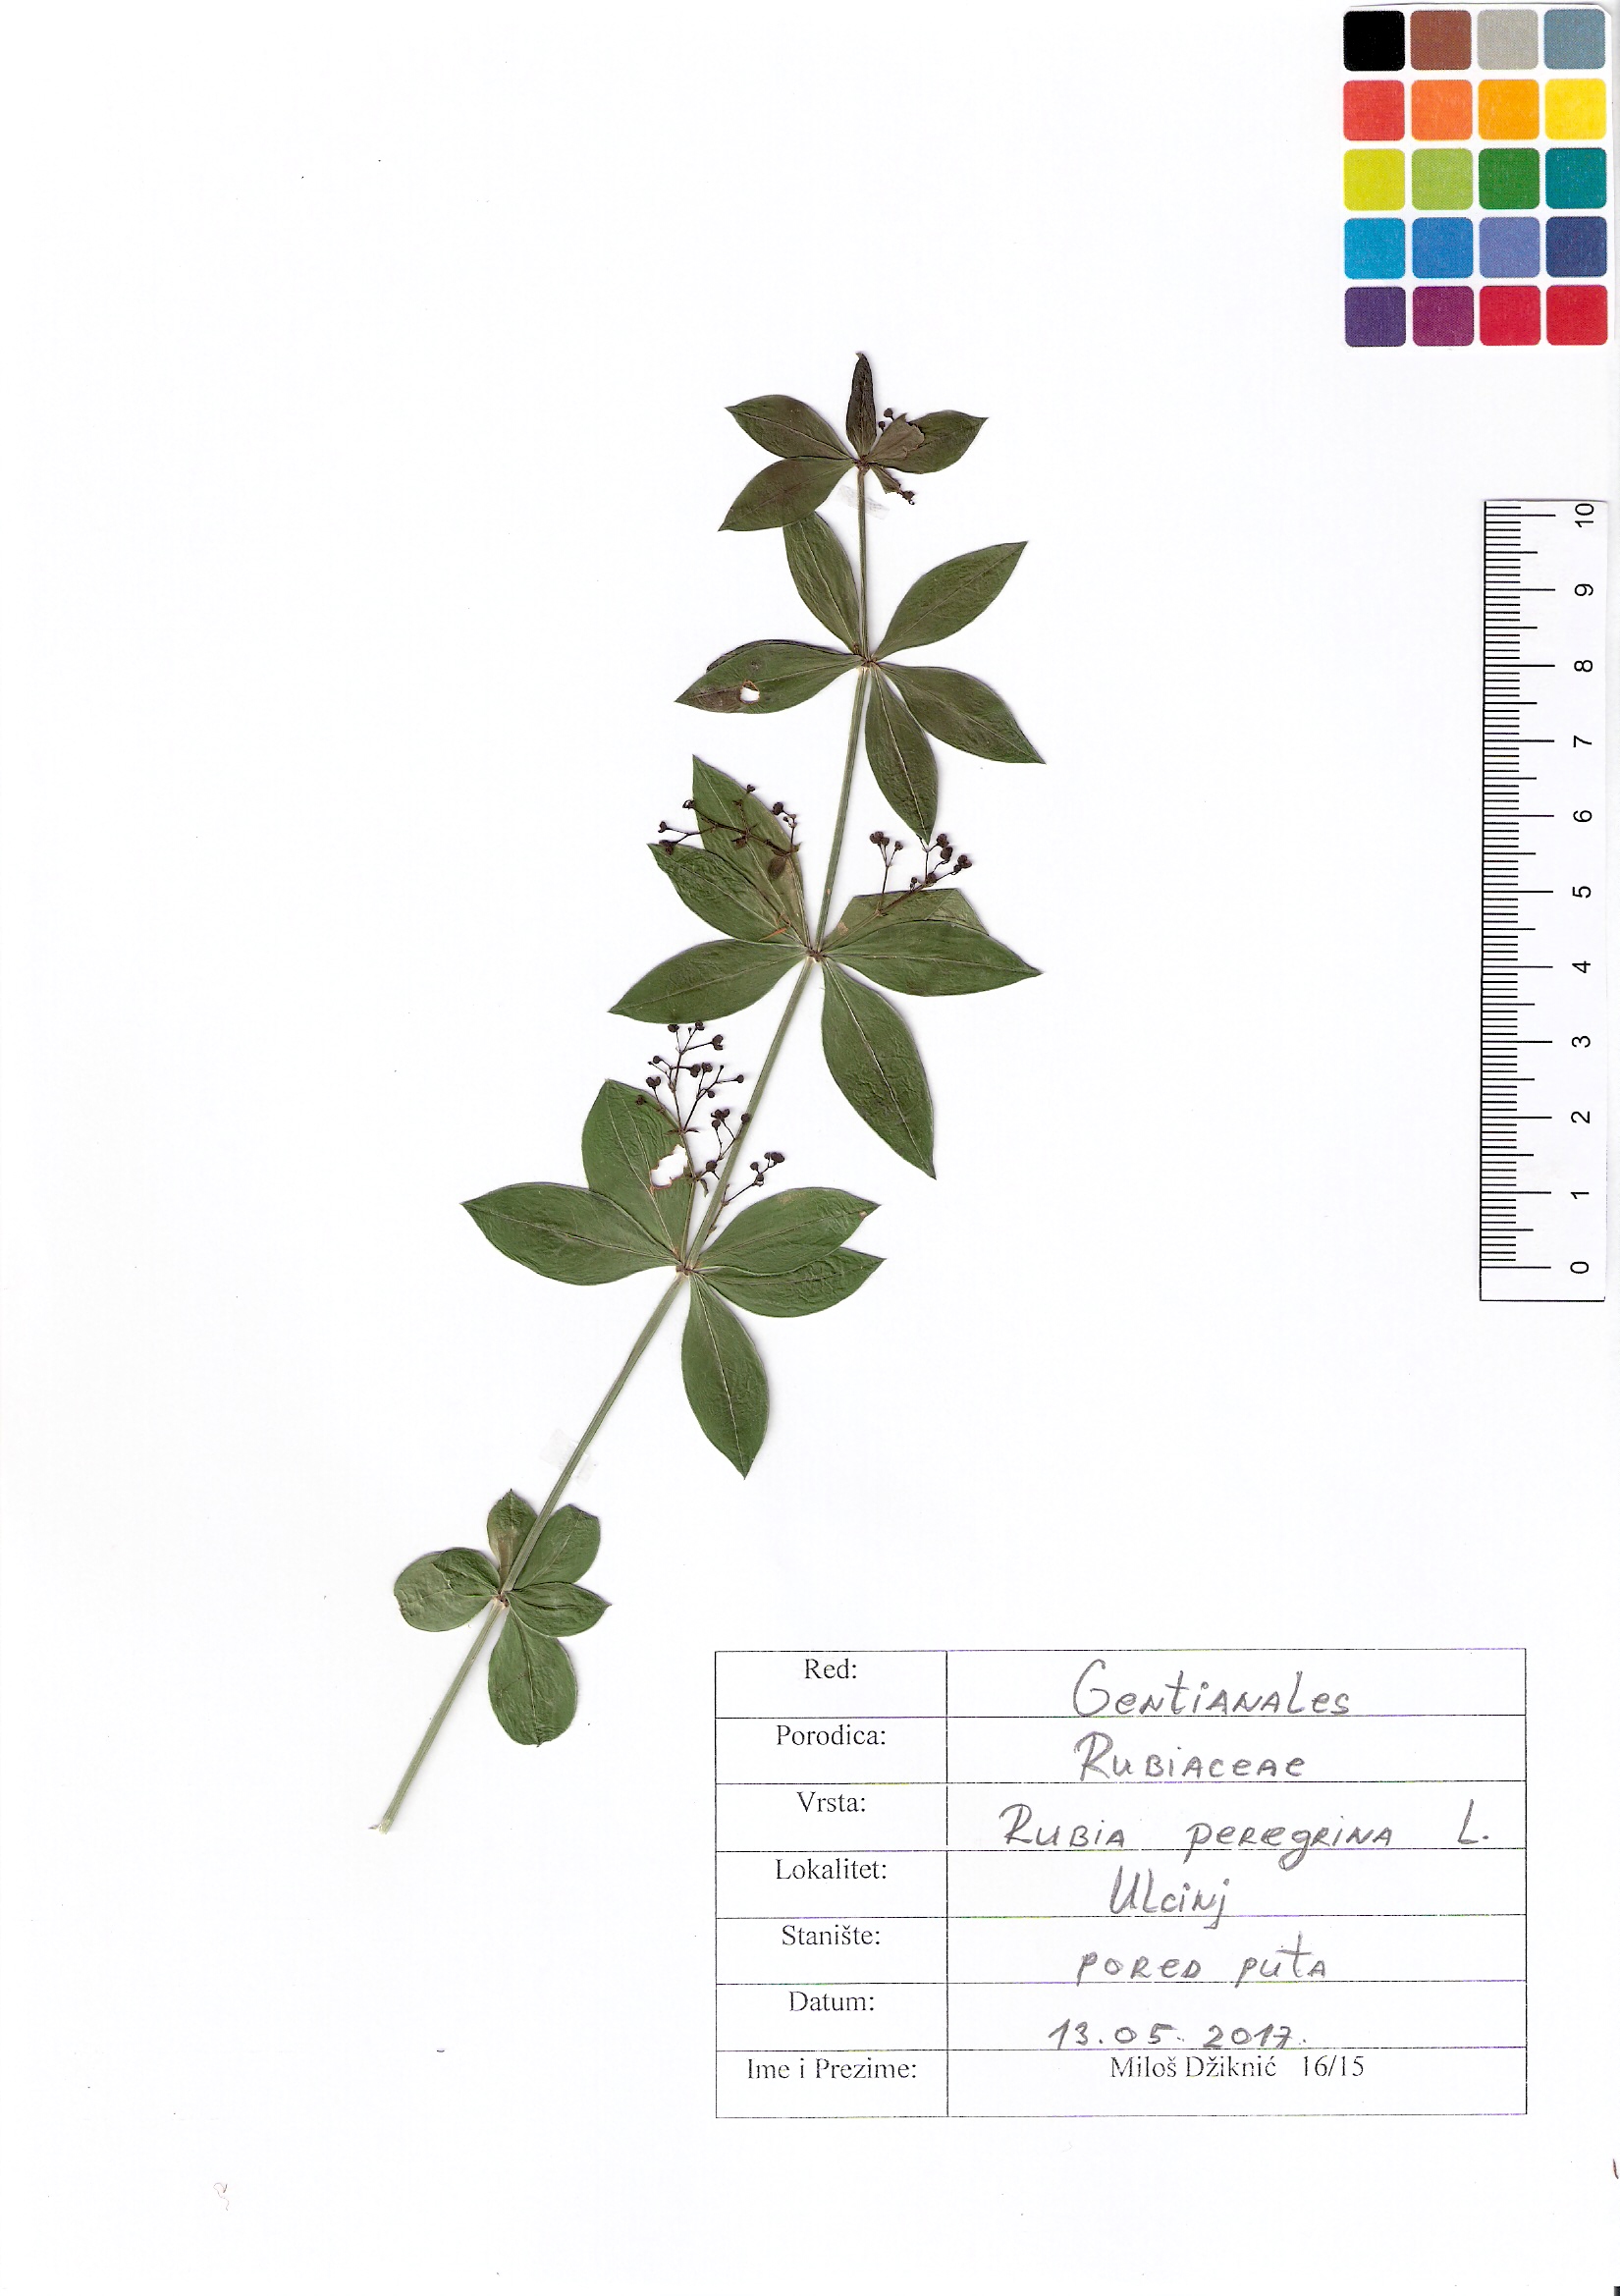 10
9
8
7
6
5
4
3
2
1
0
Red: Gentianales
Porodica: Rubiaceae
Vrsta: Rubia peregrina L.
Lokalitet: Ulcinj
Stanište: pored puta
Datum: 13.05. 2017.
Ime i Prezime: Miloš Džiknić 16/15